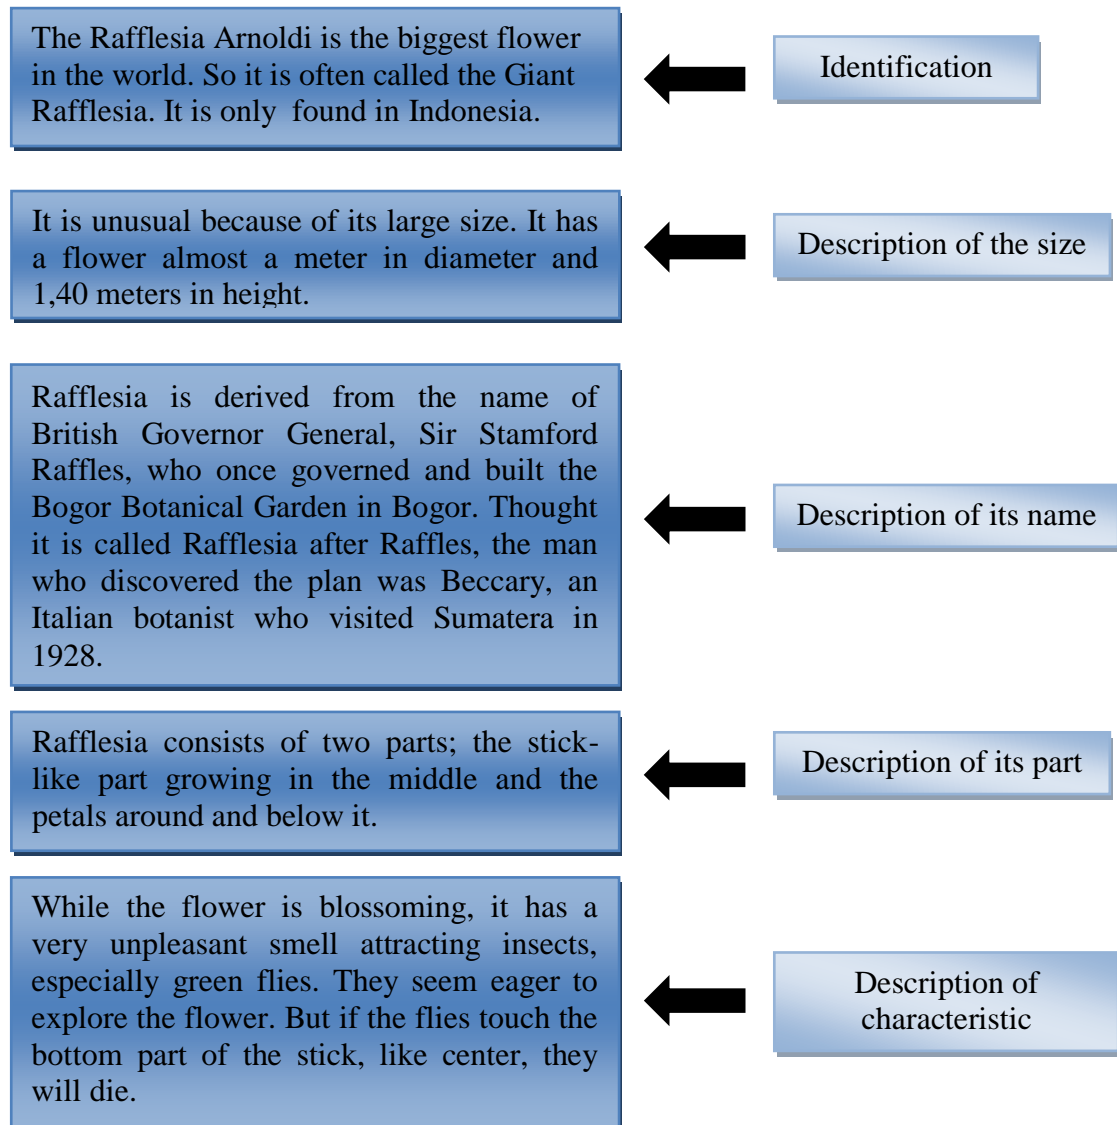 The Rafflesia Arnoldi is the biggest flower
in the world. So it is often called the Giant
Rafflesia. It is only found in Indonesia.
Identification
It is unusual because of its large size. It has
a flower almost a meter in diameter and
1,40 meters in height.
Description of the size
Rafflesia is derived from the name of
British Governor General, Sir Stamford
Raffles, who once governed and built the
Bogor Botanical Garden in Bogor. Thought
it is called Rafflesia after Raffles, the man
who discovered the plan was Beccary, an
Italian botanist who visited Sumatera in
1928.
Description of its name
Rafflesia consists of two parts; the stick-
like part growing in the middle and the
petals around and below it.
Description of its part
While the flower is blossoming, it has a
very unpleasant smell attracting insects,
especially green flies. They seem eager to
explore the flower. But if the flies touch the
bottom part of the stick, like center, they
will die.
Description of
characteristic